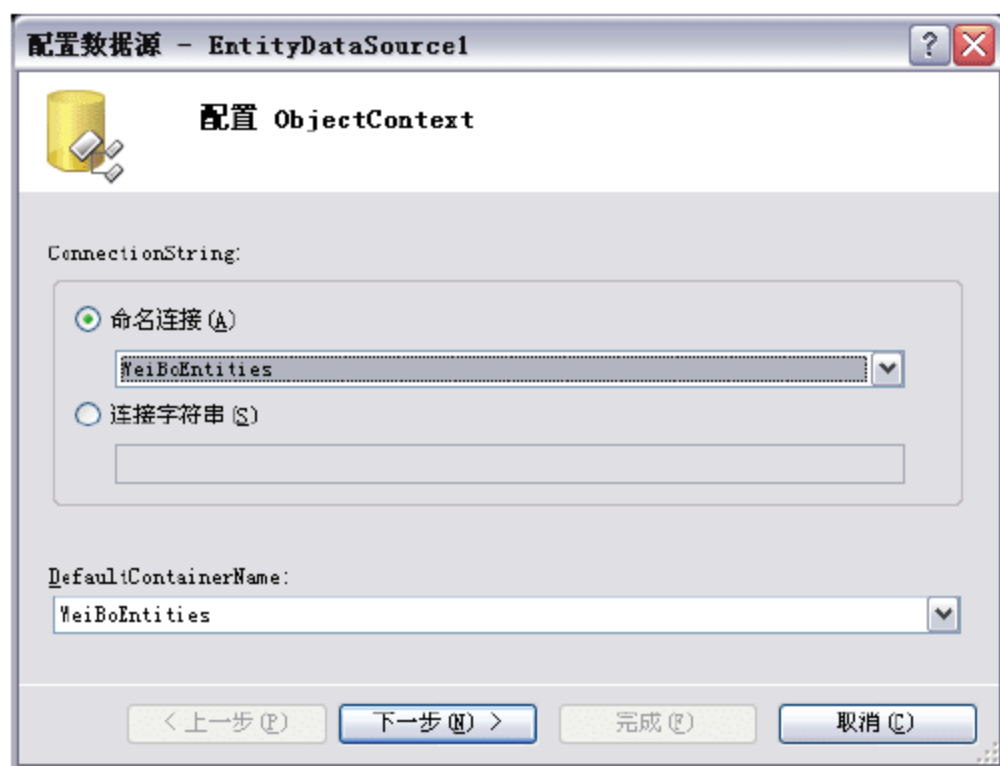 配置数据源 - EntityDataSource1
?
配置 ObjectContext
ConnectionString:
命名连接(A)
WeiBoEntities
连接字符串(S)
DefaultContainerName:
WeiBoEntities
< 上一步(P)
下一步(N) >
完成(F)
取消(C)